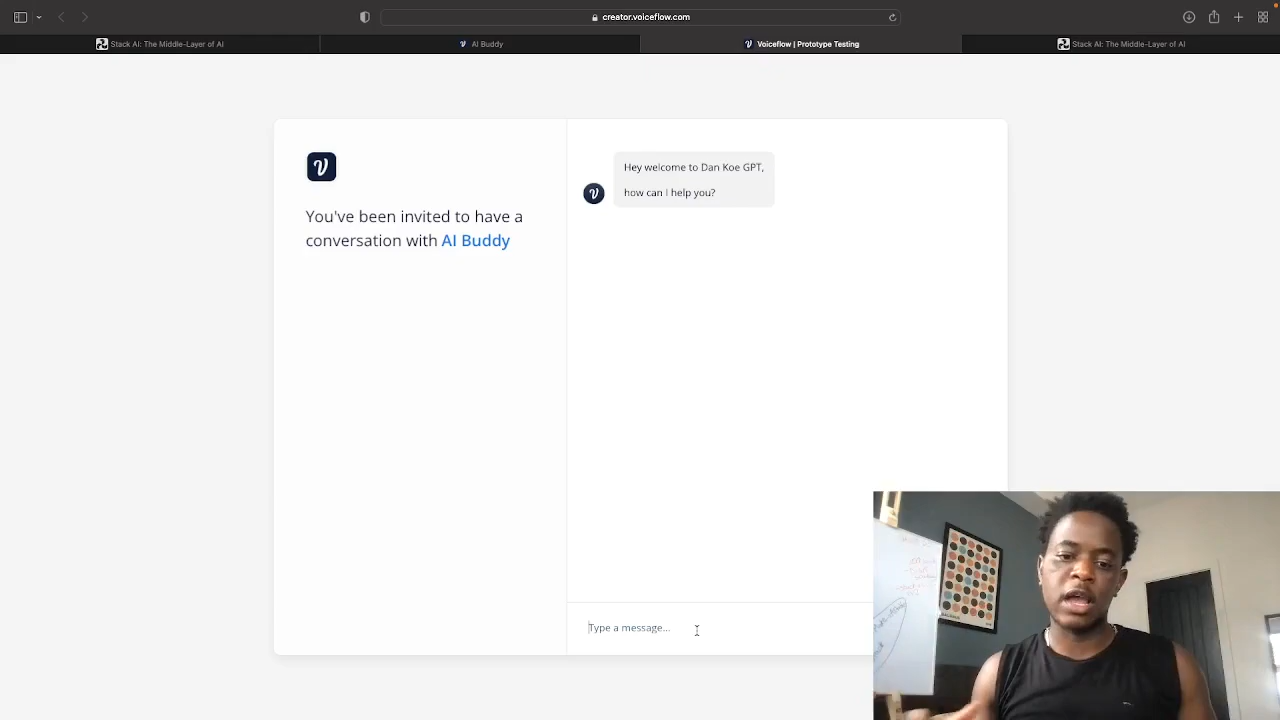 creator.voiceflow.com
Stack AI: The Middle-Layer of AI
AI Buddy
Voiceflow | Prototype Testing
Stack AI: The Middle-Layer of AI
You've been invited to have a
conversation with AI Buddy
Hey welcome to Dan Koe GPT,
how can I help you?
Type a message...